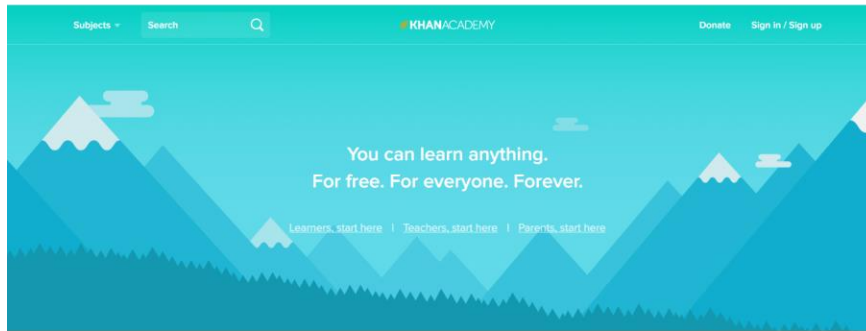 Subjects Search KHANACADEMY Donate Sign in / Sign up
You can learn anything.
For free. For everyone. Forever.
Learners, start here | Teachers, start here | Parents, start here